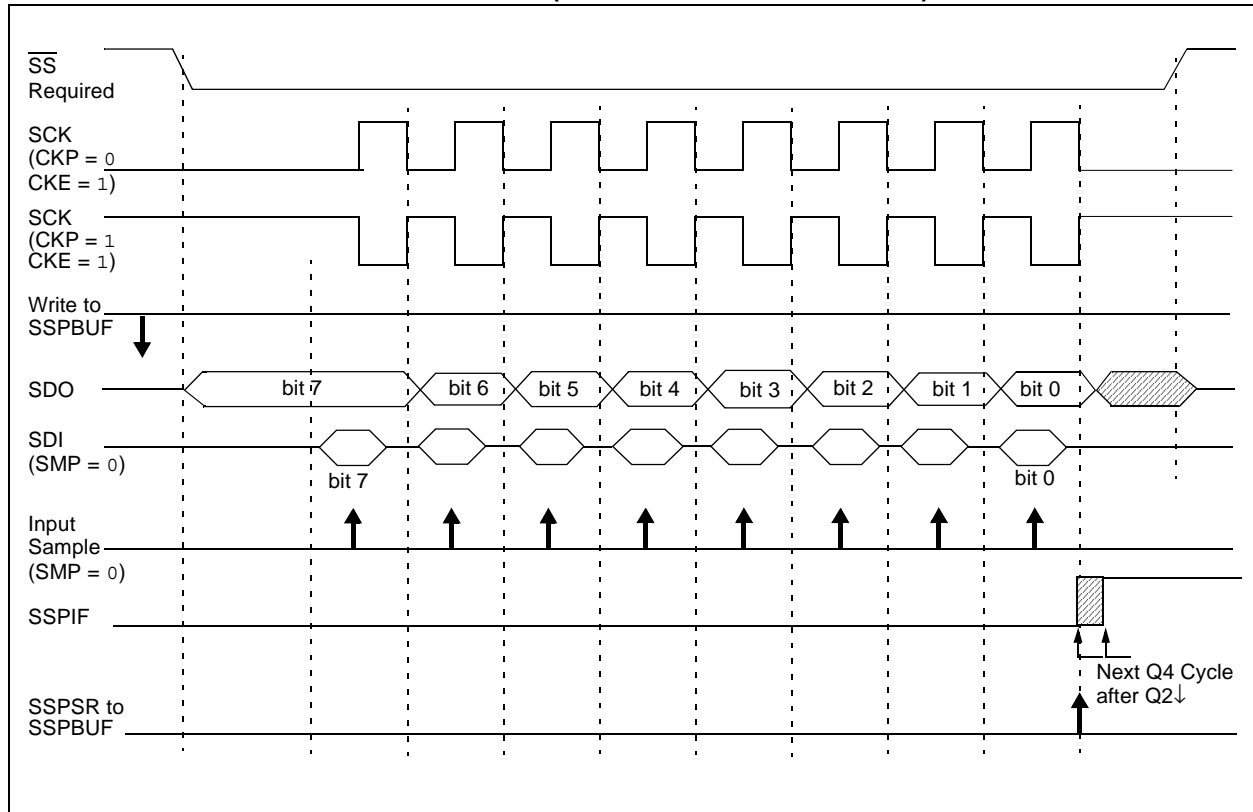 SS
Required
SCK
(CKP = 0
CKE = 1)
SCK
(CKP = 1
CKE = 1)
Write to
SSPBUF
SDO
bit 7
bit 6
bit 5
bit 4
bit 3
bit 2
bit 1
bit 0
SDI
(SMP = 0)
bit 7
bit 0
Input
Sample
(SMP = 0)
SSPIF
Next Q4 Cycle
after Q2↓
SSPSR to
SSPBUF